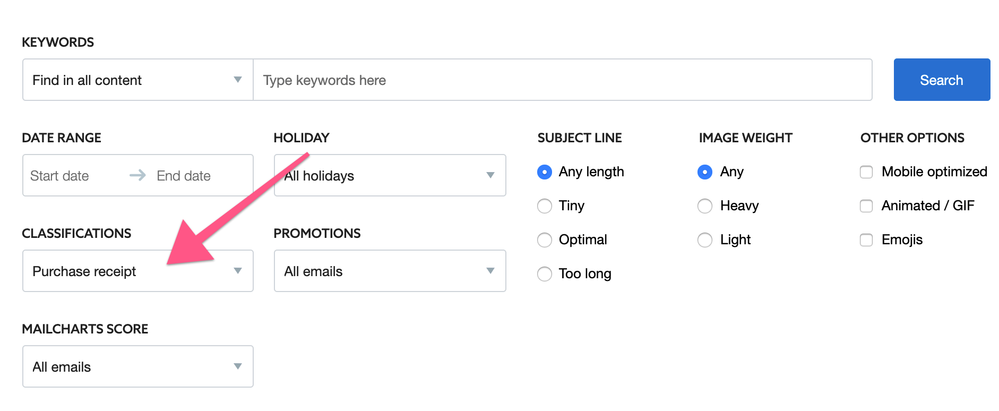 KEYWORDS
Find in all content
Type keywords here
Search
DATE RANGE
Start date
End date
HOLIDAY
All holidays
SUBJECT LINE
Any length
Tiny
Optimal
Too long
IMAGE WEIGHT
Any
Heavy
Light
OTHER OPTIONS
Mobile optimized
Animated / GIF
Emojis
CLASSIFICATIONS
Purchase receipt
PROMOTIONS
All emails
MAILCHARTS SCORE
All emails